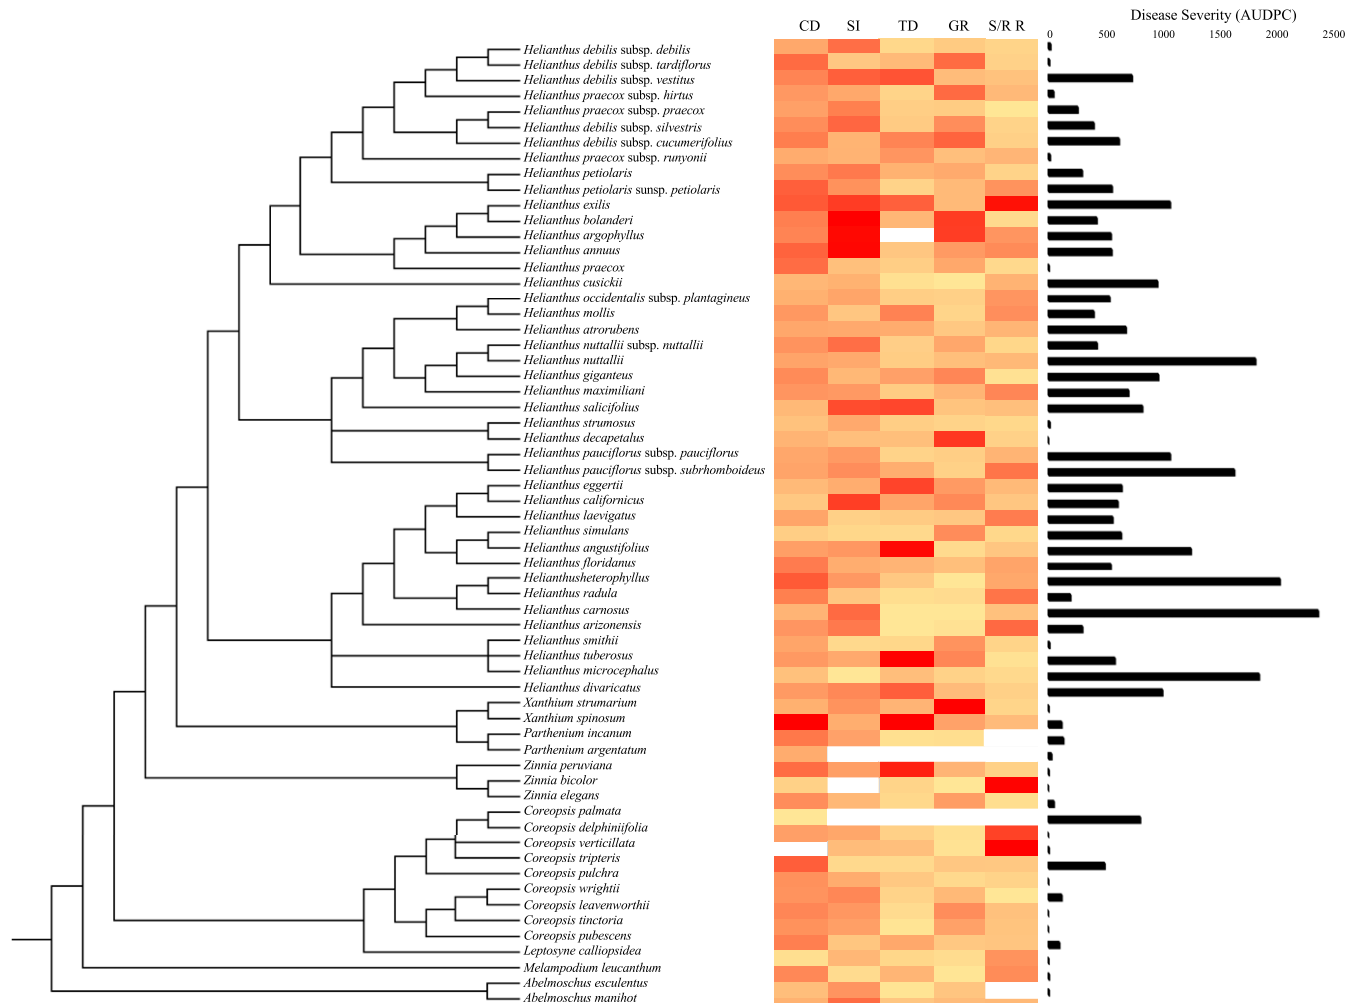 Disease Severity (AUDPC)
CD SI TD GR S/R R
0 500 1000 1500 2000 2500
Helianthus debilis subsp. debilis
Helianthus debilis subsp. tardiflorus
Helianthus debilis subsp. vestitus
Helianthus praecox subsp. hirtus
Helianthus praecox subsp. praecox
Helianthus debilis subsp. silvestris
Helianthus debilis subsp. cucumerifolius
Helianthus praecox subsp. runyonii
Helianthus petiolaris
Helianthus petiolaris sunsp. petiolaris
Helianthus exilis
Helianthus bolanderi
Helianthus argophyllus
Helianthus annuus
Helianthus praecox
Helianthus cusickii
Helianthus occidentalis subsp. plantagineus
Helianthus mollis
Helianthus atrorubens
Helianthus nuttallii subsp. nuttallii
Helianthus nuttallii
Helianthus giganteus
Helianthus maximiliani
Helianthus salicifolius
Helianthus strumosus
Helianthus decapetalus
Helianthus pauciflorus subsp. pauciflorus
Helianthus pauciflorus subsp. subrhomboideus
Helianthus eggertii
Helianthus californicus
Helianthus laevigatus
Helianthus simulans
Helianthus angustifolius
Helianthus floridanus
Helianthusheterophyllus
Helianthus radula
Helianthus carnosus
Helianthus arizonensis
Helianthus smithii
Helianthus tuberosus
Helianthus microcephalus
Helianthus divaricatus
Xanthium strumarium
Xanthium spinosum
Parthenium incanum
Parthenium argentatum
Zinnia peruviana
Zinnia bicolor
Zinnia elegans
Coreopsis palmata
Coreopsis delphiniifolia
Coreopsis verticillata
Coreopsis tripteris
Coreopsis pulchra
Coreopsis wrightii
Coreopsis leavenworthii
Coreopsis tinctoria
Coreopsis pubescens
Leptosyne calliopsidea
Melampodium leucanthum
Abelmoschus esculentus
Abelmoschus manihot